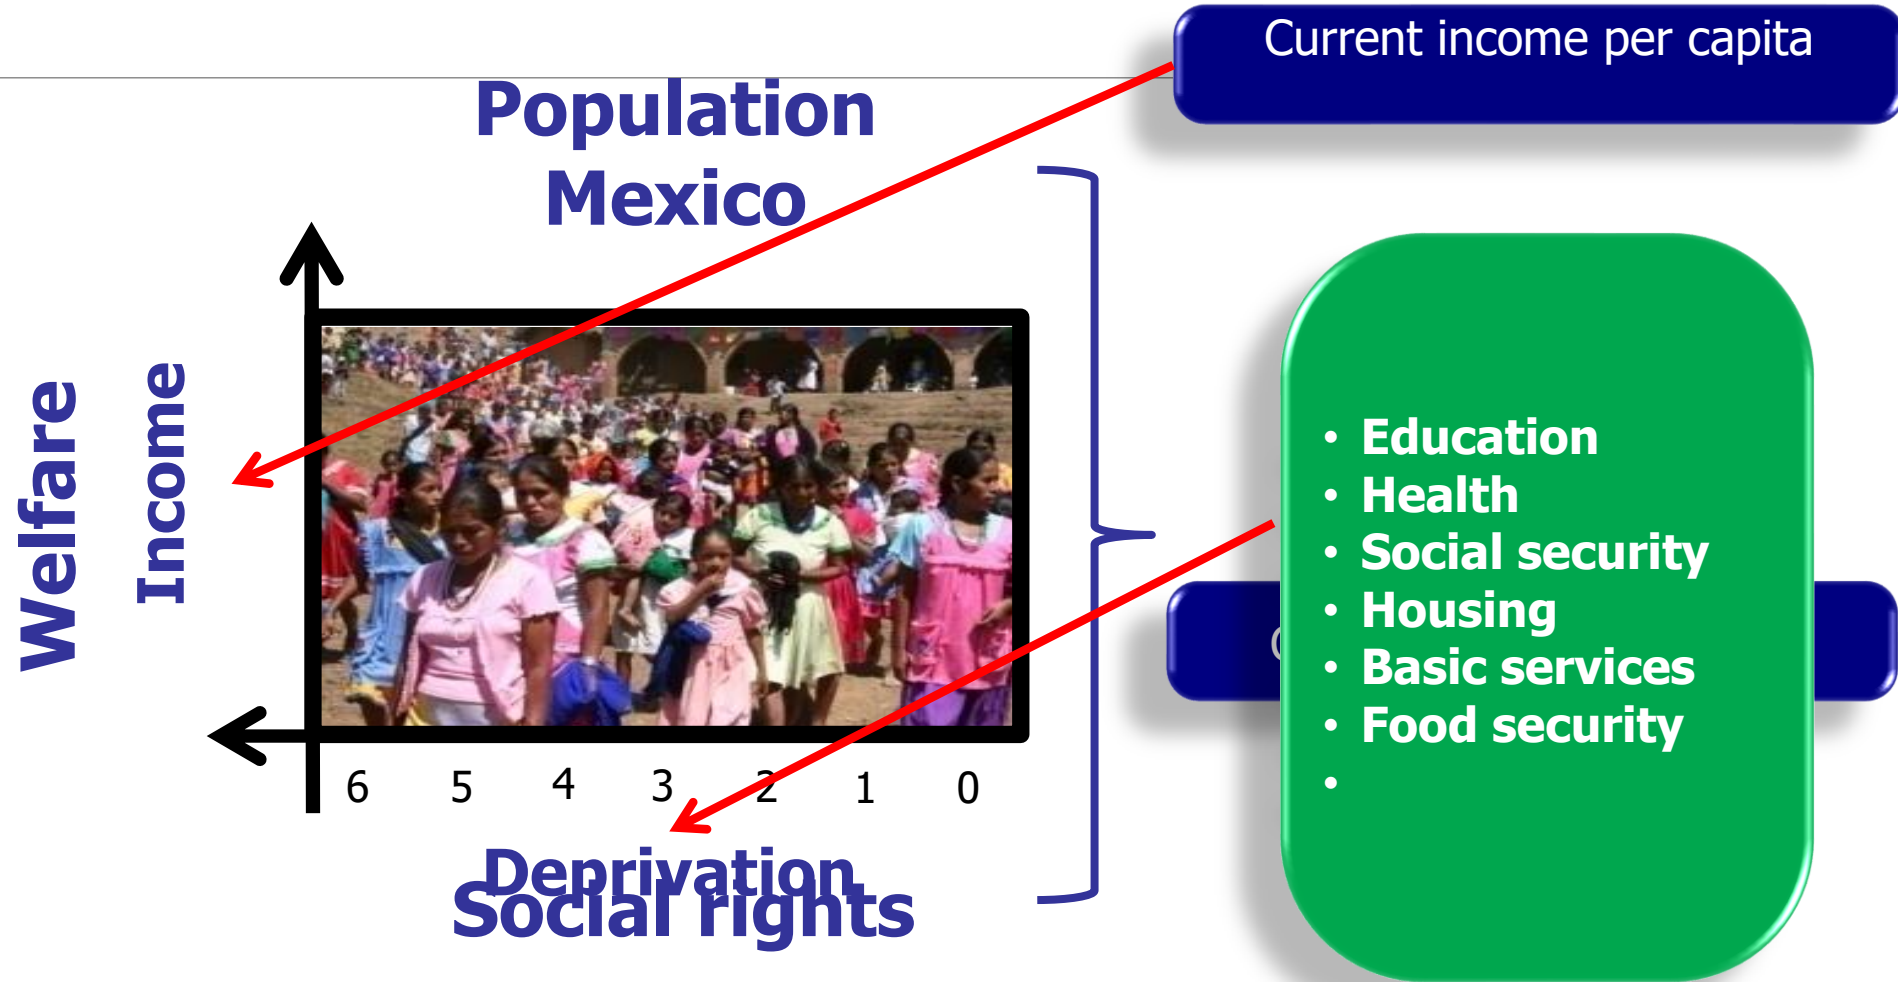 Current income per capita
Population
Mexico
Welfare
Income
• Education
• Health
• Social security
• Housing
• Basic services
• Food security
•
6 5 4 3 2 1 0
Deprivation
Social rights